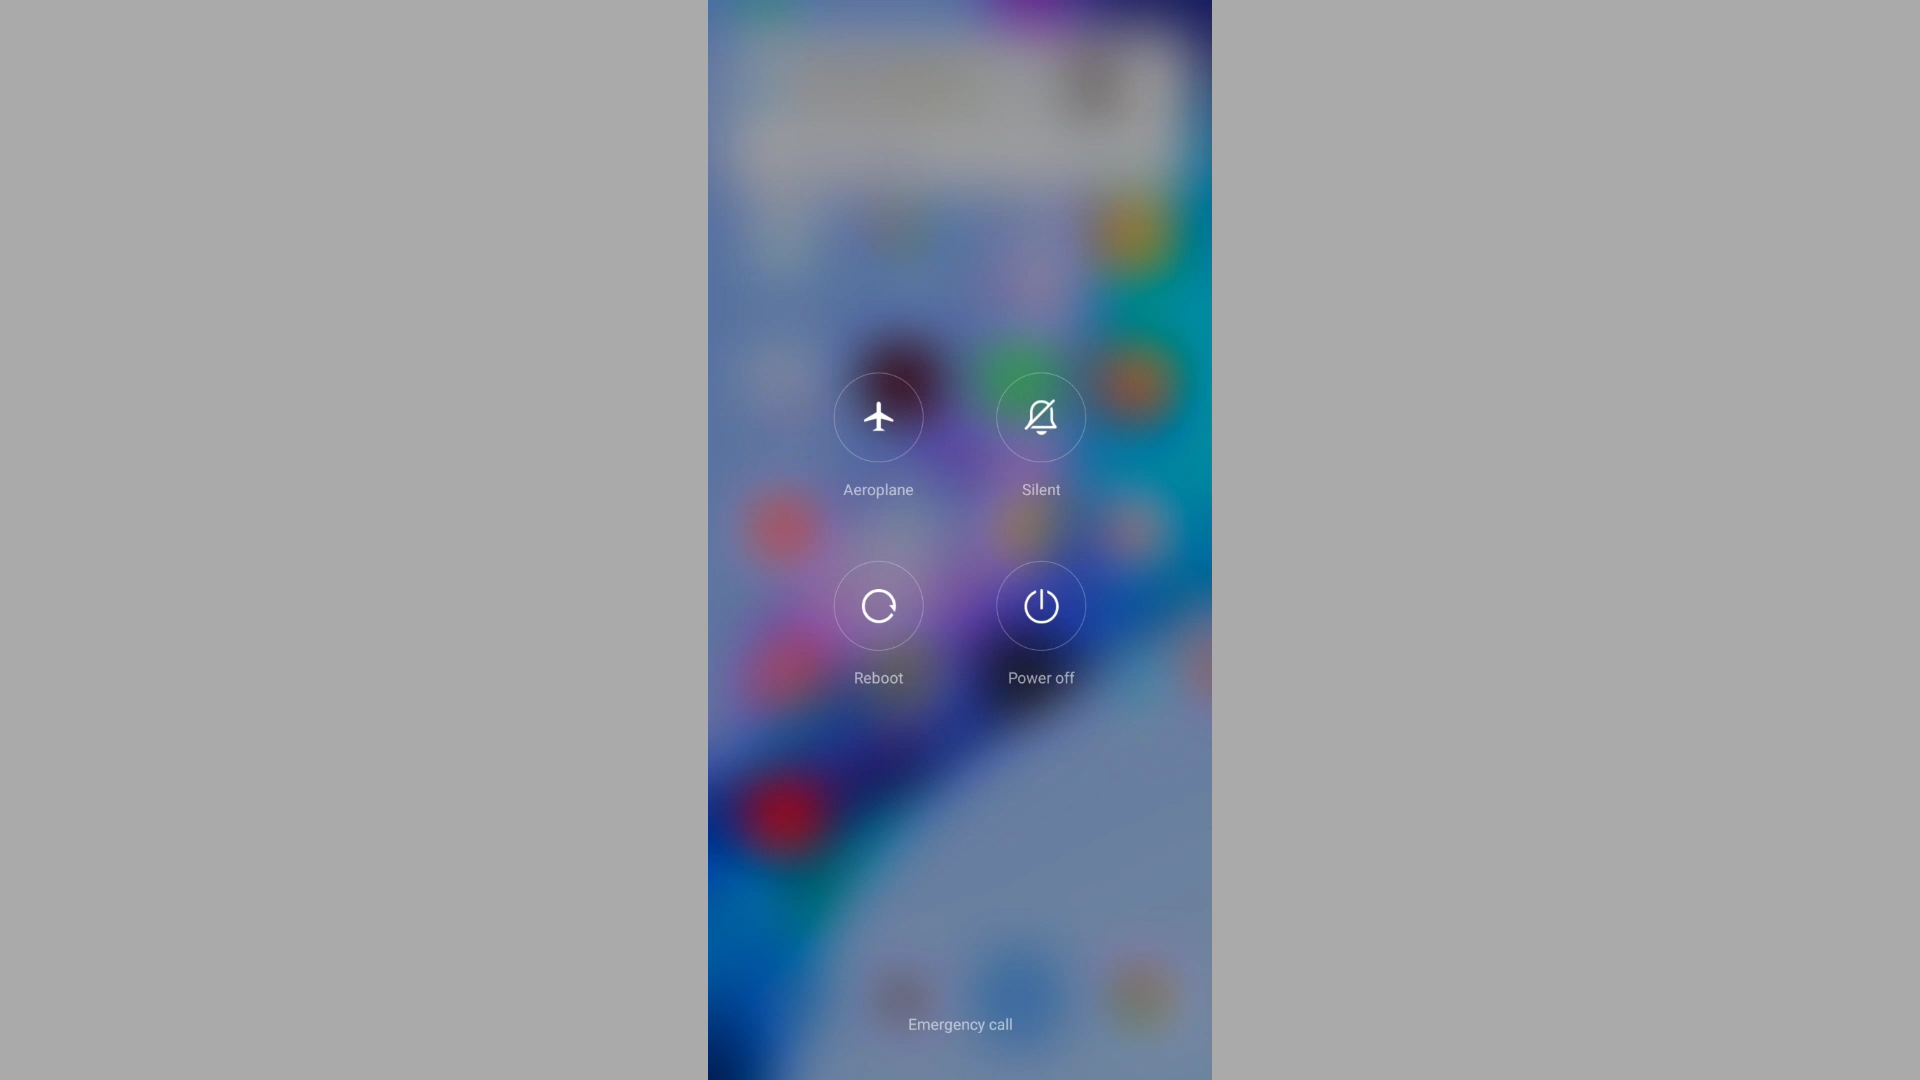 Aeroplane
Silent
Reboot
Power off
Emergency call